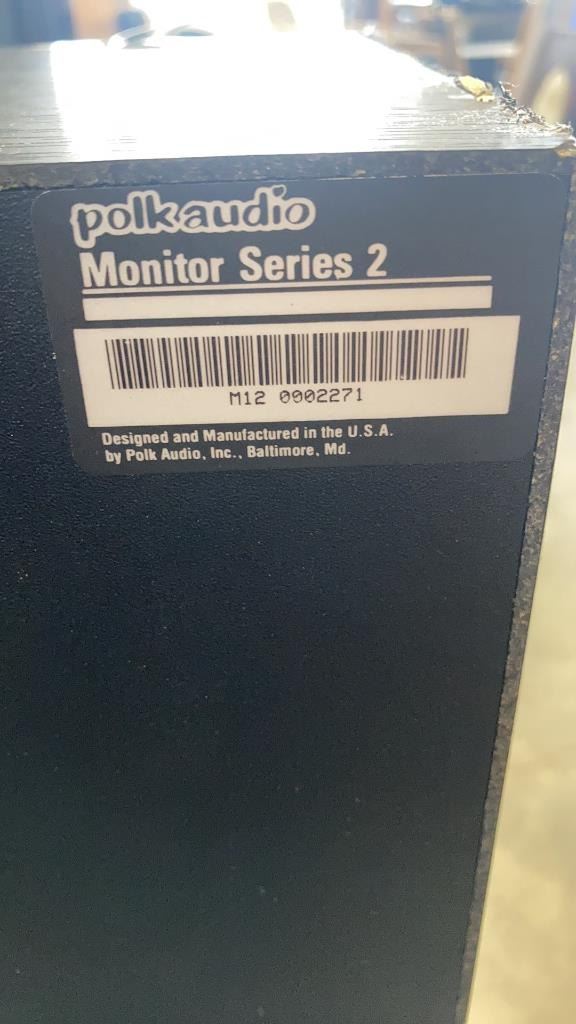 polkaudio
Monitor Series 2
M12 0002271
Designed and Manufactured in the U.S.A.
by Polk Audio, Inc., Baltimore, Md.